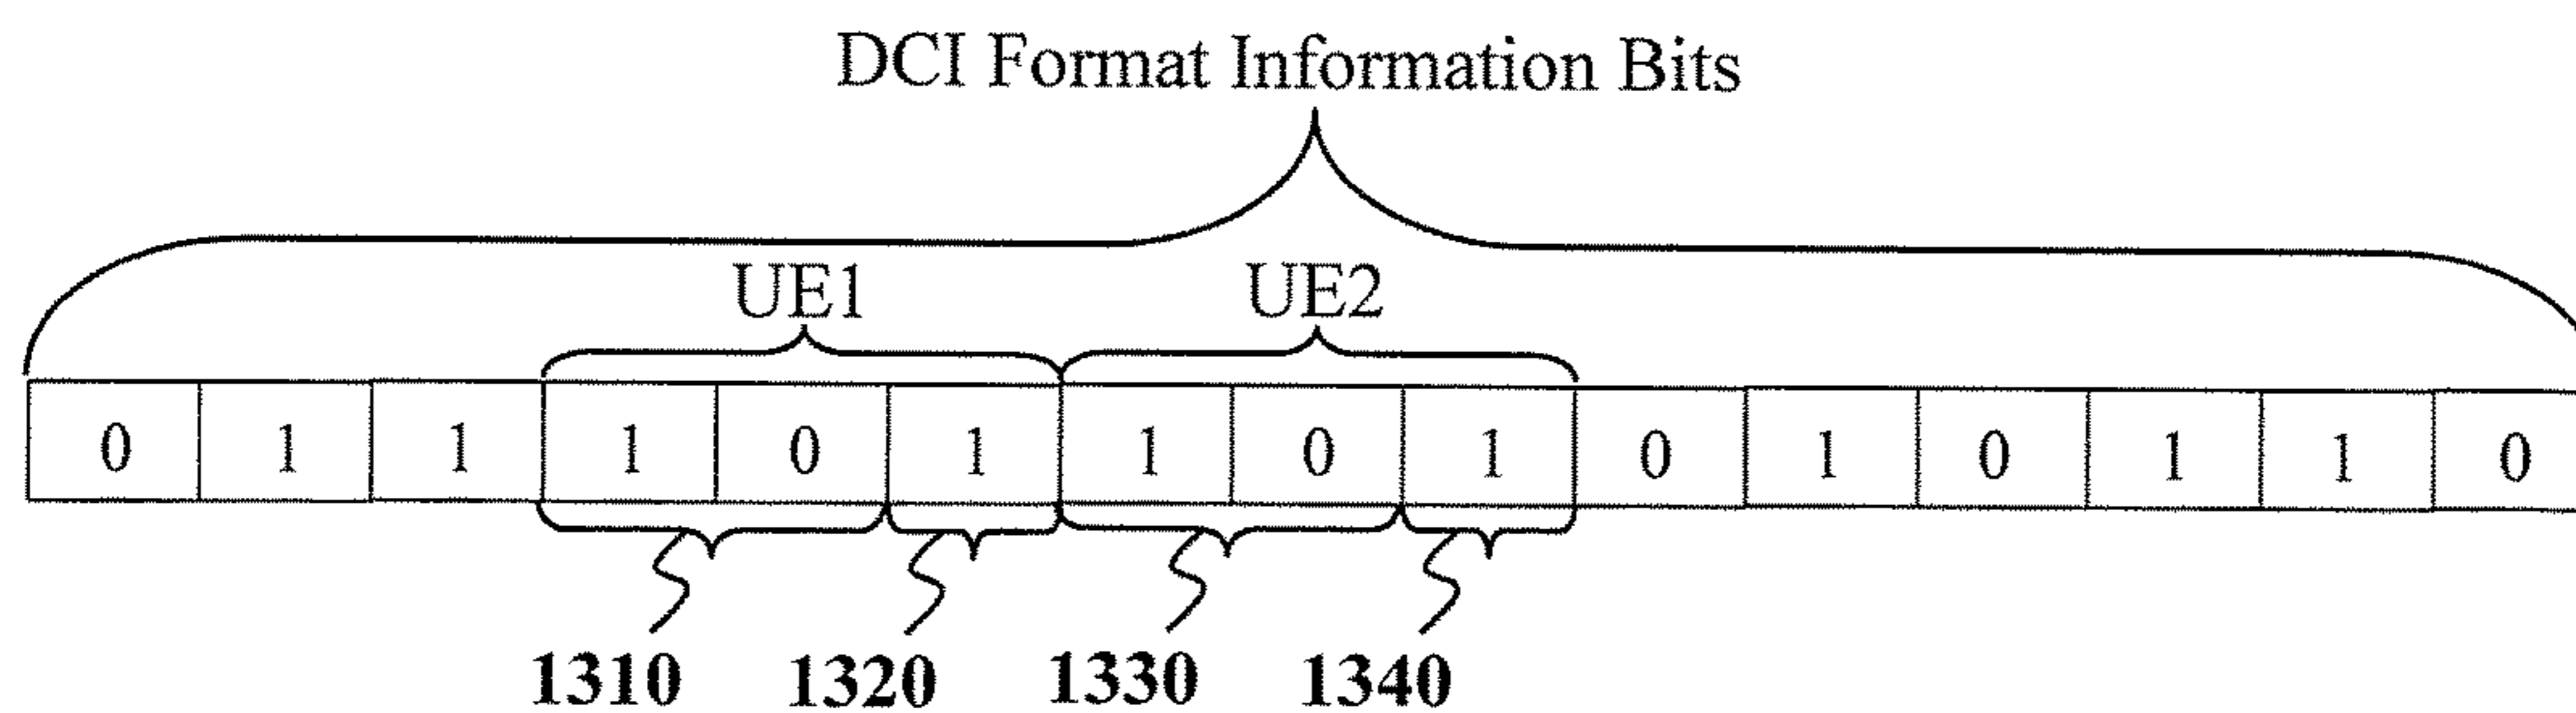 DCI Format Information Bits
UE1 UE2
0 1 1 1 0 1 1 0 1 0 1 0 1 1 0
1310 1320 1330 1340